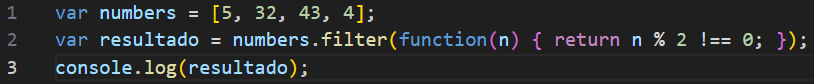 1 var numbers = [5, 32, 43, 4];
2 var resultado = numbers.filter(function(n) { return n % 2 !== 0; });
3 console.log(resultado);